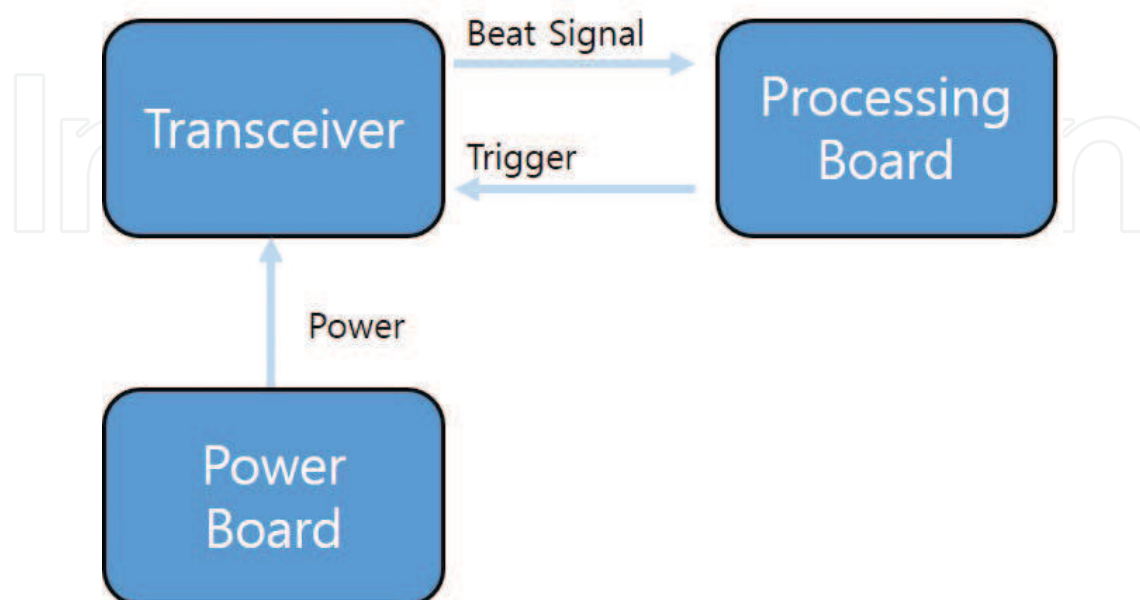 Beat Signal
Transceiver
Processing
Board
Trigger
Power
Power
Board